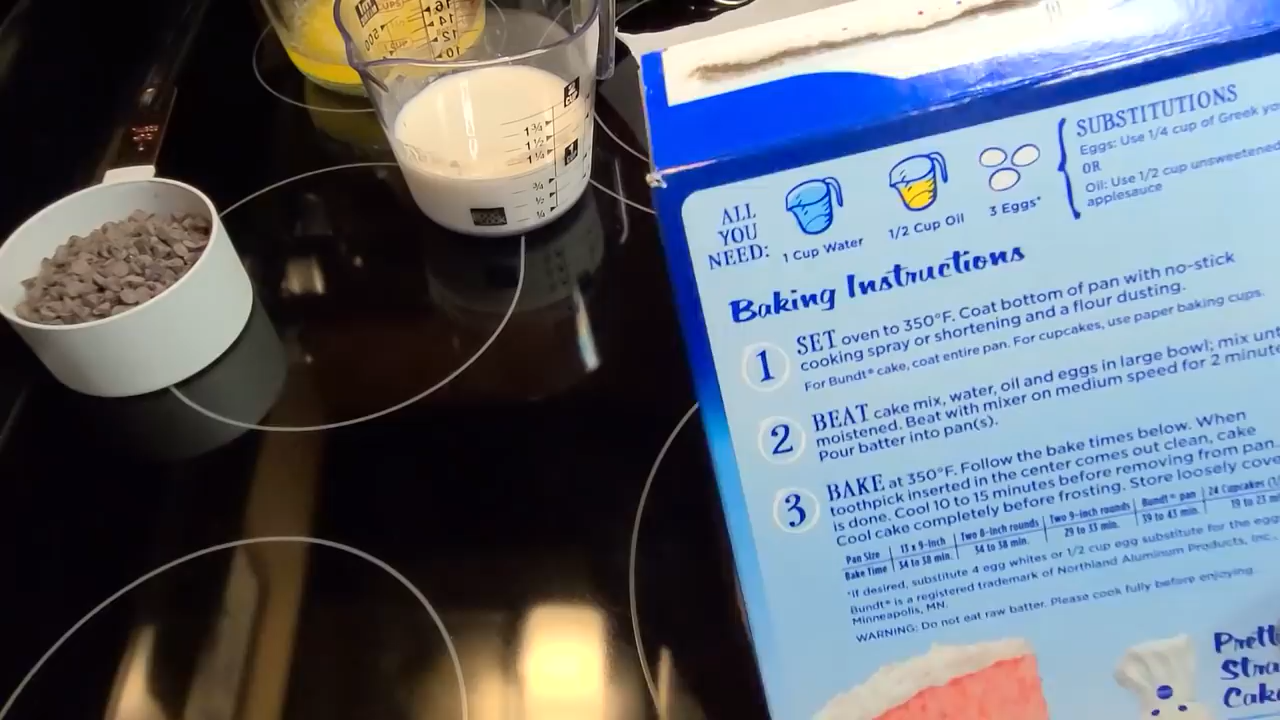 500
16
14
12
10
1¾
1½
1¼
1
¾
½
¼
ALL
YOU
NEED:
1 Cup Water
1/2 Cup Oil
3 Eggs*
SUBSTITUTIONS
Eggs: Use 1/4 cup of Greek yo
OR
Oil: Use 1/2 cup unsweetened
applesauce
Baking Instructions
1
SET oven to 350°F. Coat bottom of pan with no-stick
cooking spray or shortening and a flour dusting.
For Bundt® cake, coat entire pan. For cupcakes, use paper baking cups.
2
BEAT cake mix, water, oil and eggs in large bowl; mix unt
moistened. Beat with mixer on medium speed for 2 minute
Pour batter into pan(s).
3
BAKE at 350°F. Follow the bake times below. When
toothpick inserted in the center comes out clean, cake
is done. Cool 10 to 15 minutes before removing from pan
Cool cake completely before frosting. Store loosely cove
Pan Size 13 x 9-inch Two 8-inch rounds Two 9-inch rounds Bundt® pan 24 Cupcakes
Bake Time 34 to 38 min. 34 to 38 min. 29 to 33 min. 39 to 43 min. 19 to 23 m
*If desired, substitute 4 egg whites or 1/2 cup egg substitute for the egg
Bundt® is a registered trademark of Northland Aluminum Products, Inc.,
Minneapolis, MN.
WARNING: Do not eat raw batter. Please cook fully before enjoying.
Prett
Stra
Cake